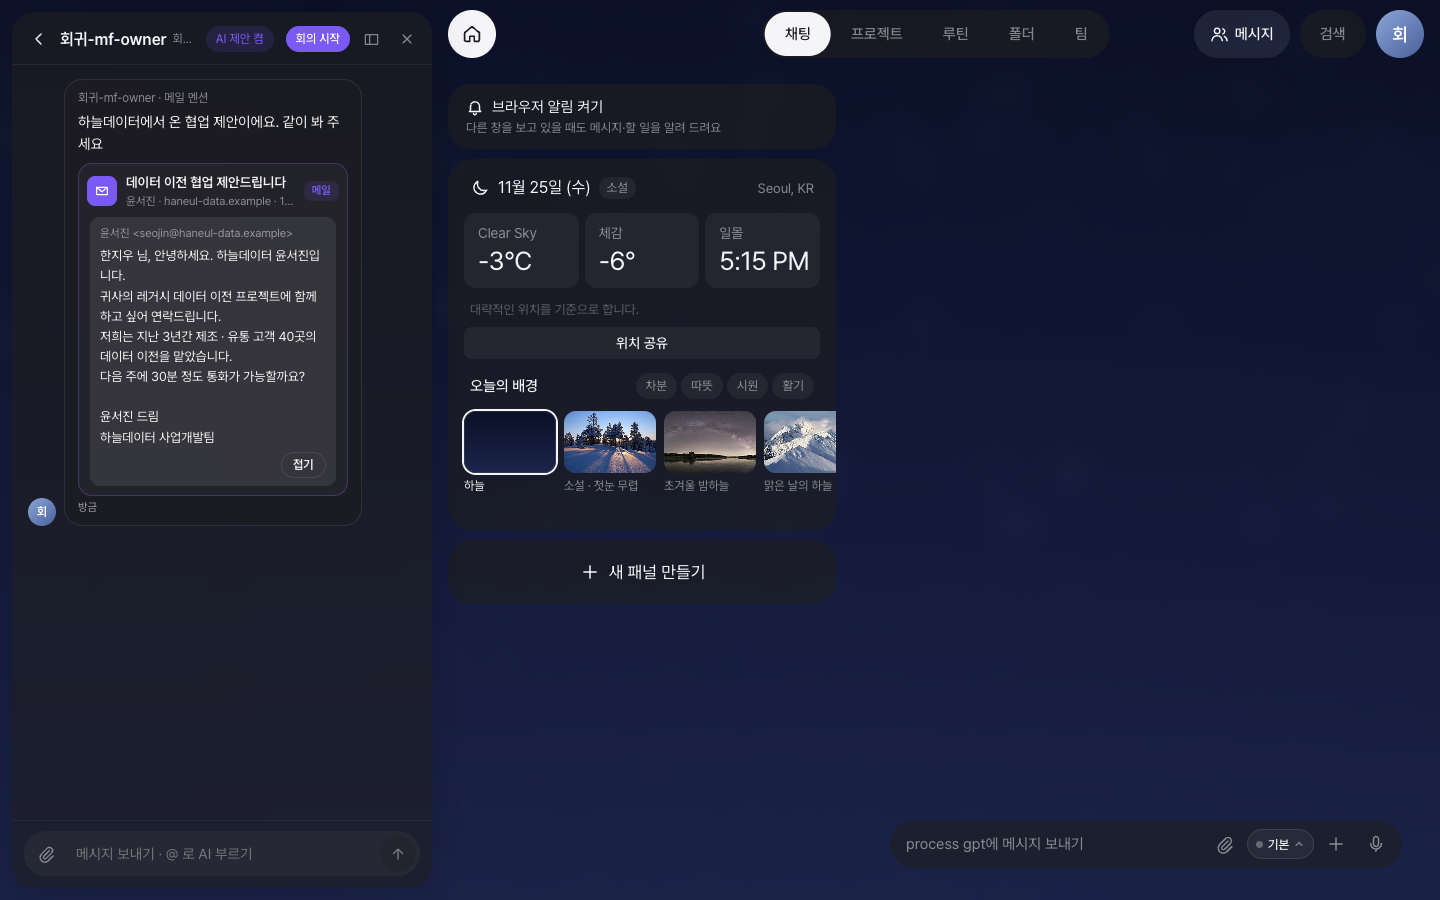 회귀-mf-owner 회...
AI 제안 켬
회의 시작
회귀-mf-owner · 메일 멘션
하늘데이터에서 온 협업 제안이에요. 같이 봐 주
세요
데이터 이전 협업 제안드립니다
윤서진 · haneul-data.example · 1...
메일
윤서진 <seojin@haneul-data.example>
한지우 님, 안녕하세요. 하늘데이터 윤서진입
니다.
귀사의 레거시 데이터 이전 프로젝트에 함께
하고 싶어 연락드립니다.
저희는 지난 3년간 제조 · 유통 고객 40곳의
데이터 이전을 맡았습니다.
다음 주에 30분 정도 통화가 가능할까요?
윤서진 드림
하늘데이터 사업개발팀
접기
회
방금
메시지 보내기 · @ 로 AI 부르기
채팅
프로젝트
루틴
폴더
팀
메시지
검색
회
브라우저 알림 켜기
다른 창을 보고 있을 때도 메시지·할 일을 알려 드려요
11월 25일 (수)
소설
Seoul, KR
Clear Sky
-3°C
체감
-6°
일몰
5:15 PM
대략적인 위치를 기준으로 합니다.
위치 공유
오늘의 배경
차분
따뜻
시원
활기
하늘
소설 · 첫눈 무렵
초겨울 밤하늘
맑은 날의 하늘
새 패널 만들기
process gpt에 메시지 보내기
기본